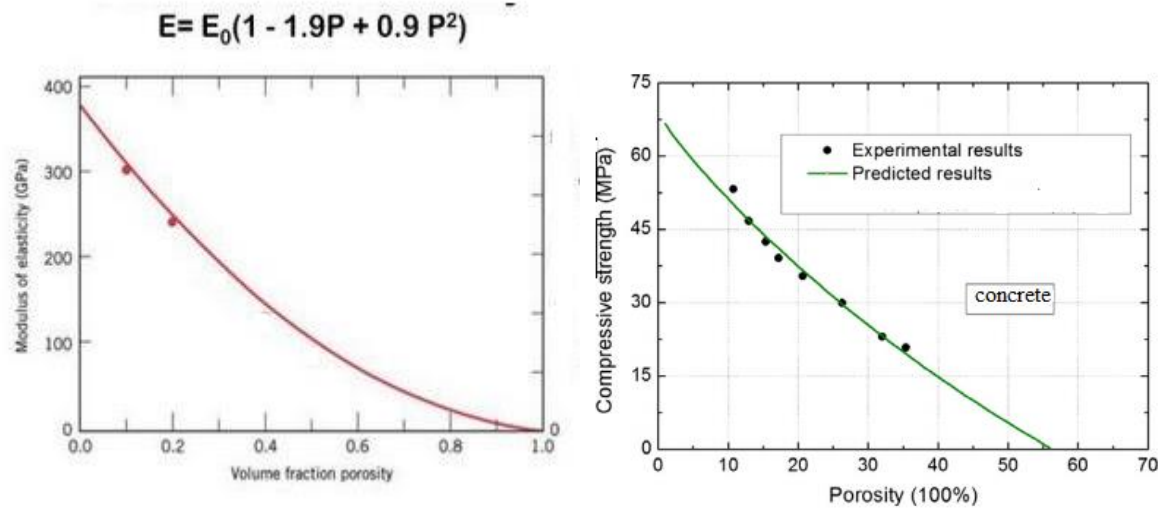 E= E₀(1 - 1.9P + 0.9 P²)
400
300
200
100
0
Modulus of elasticity (GPa)
0.0 0.2 0.4 0.6 0.8 1.0
0
Volume fraction porosity
75
60
45
30
15
0
Compressive strength (MPa)
Experimental results
Predicted results
concrete
0 10 20 30 40 50 60 70
Porosity (100%)